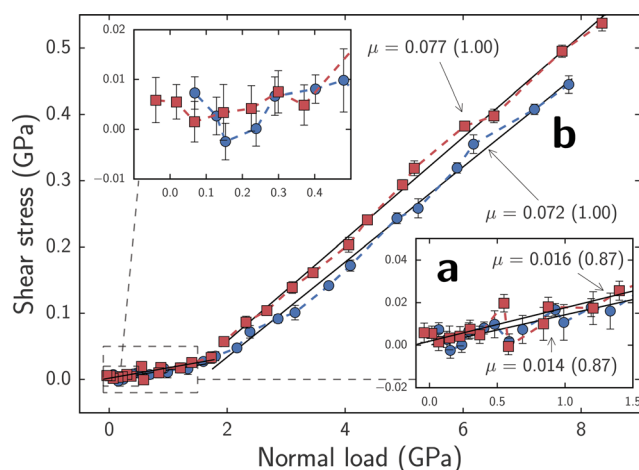 0.010
0.005
0.000
−0.01
0.0 0.1 0.2 0.3 0.4
μ = 0.077 (1.00)
b
μ = 0.072 (1.00)
a
μ = 0.016 (0.87)
μ = 0.014 (0.87)
0.04
0.02
0.00
−0.02
0.0 0.5 1.0 1.5
0.5
0.4
0.3
0.2
0.1
0.0
Shear stress (GPa)
0 2 4 6 8
Normal load (GPa)